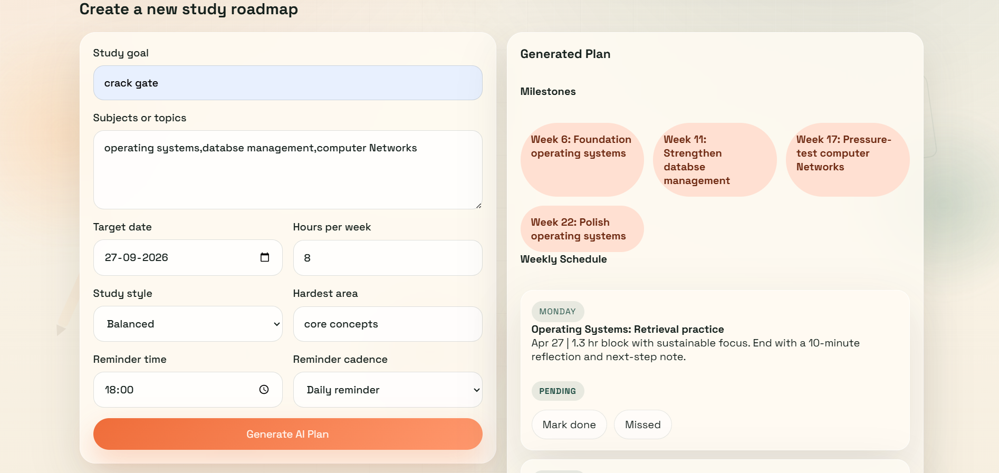 Create a new study roadmap
Study goal
crack gate
Subjects or topics
operating systems,databse management,computer Networks
Target date
Hours per week
27-09-2026
8
Study style
Hardest area
Balanced
core concepts
Reminder time
Reminder cadence
18:00
Daily reminder
Generate AI Plan
Generated Plan
Milestones
Week 6: Foundation
operating systems
Week 11:
Strengthen
databse
management
Week 17: Pressure-
test computer
Networks
Week 22: Polish
operating systems
Weekly Schedule
MONDAY
Operating Systems: Retrieval practice
Apr 27 | 1.3 hr block with sustainable focus. End with a 10-minute
reflection and next-step note.
PENDING
Mark done
Missed